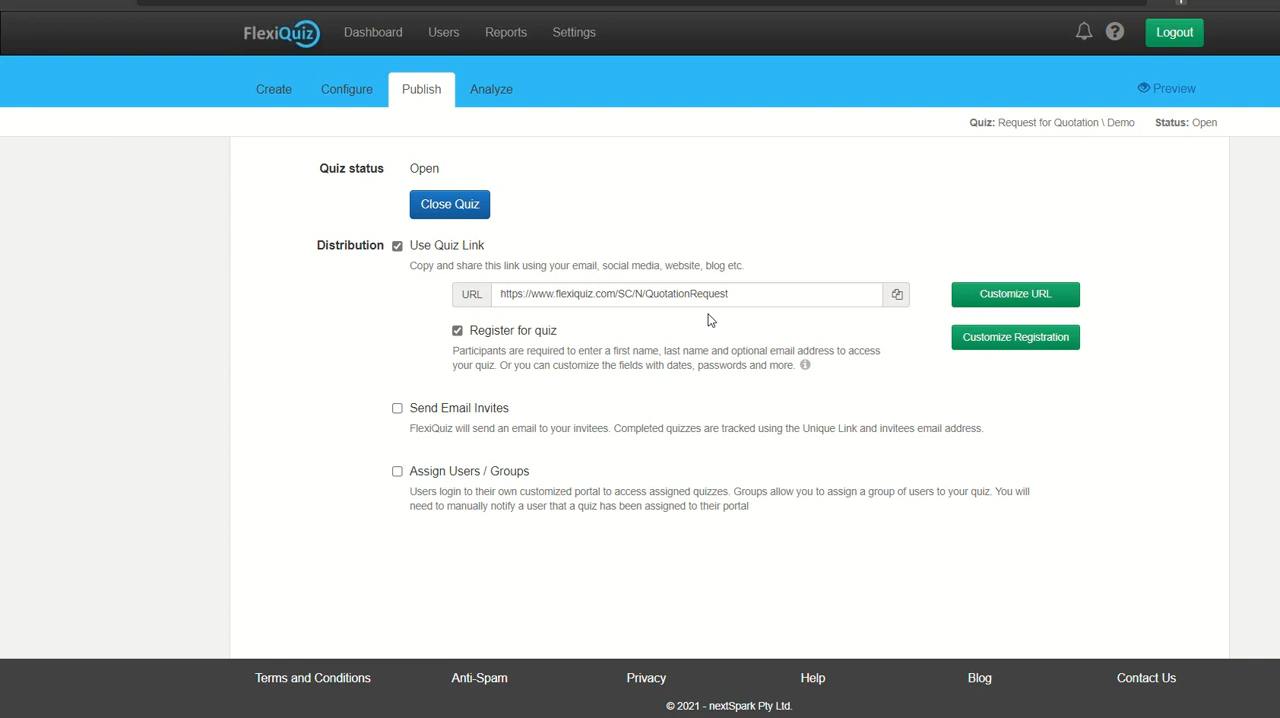 FlexiQuiz Dashboard Users Reports Settings Logout
Create Configure Publish Analyze Preview
Quiz: Request for Quotation \ Demo Status: Open
Quiz status Open
Close Quiz
Distribution Use Quiz Link
Copy and share this link using your email, social media, website, blog etc.
URL https://www.flexiquiz.com/SC/N/QuotationRequest Customize URL
Register for quiz Customize Registration
Participants are required to enter a first name, last name and optional email address to access
your quiz. Or you can customize the fields with dates, passwords and more.
Send Email Invites
FlexiQuiz will send an email to your invitees. Completed quizzes are tracked using the Unique Link and invitees email address.
Assign Users / Groups
Users login to their own customized portal to access assigned quizzes. Groups allow you to assign a group of users to your quiz. You will
need to manually notify a user that a quiz has been assigned to their portal
Terms and Conditions Anti-Spam Privacy Help Blog Contact Us
© 2021 - nextSpark Pty Ltd.